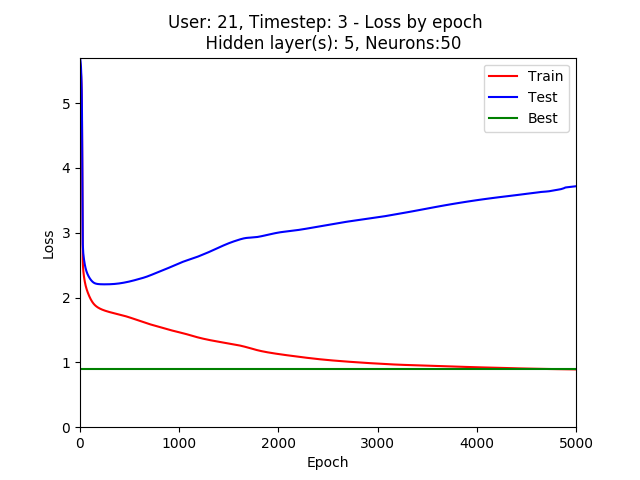 User: 21, Timestep: 3 - Loss by epoch
Hidden layer(s): 5, Neurons:50
Train
Test
Best
5
4
3
2
1
0
Loss
0 1000 2000 3000 4000 5000
Epoch